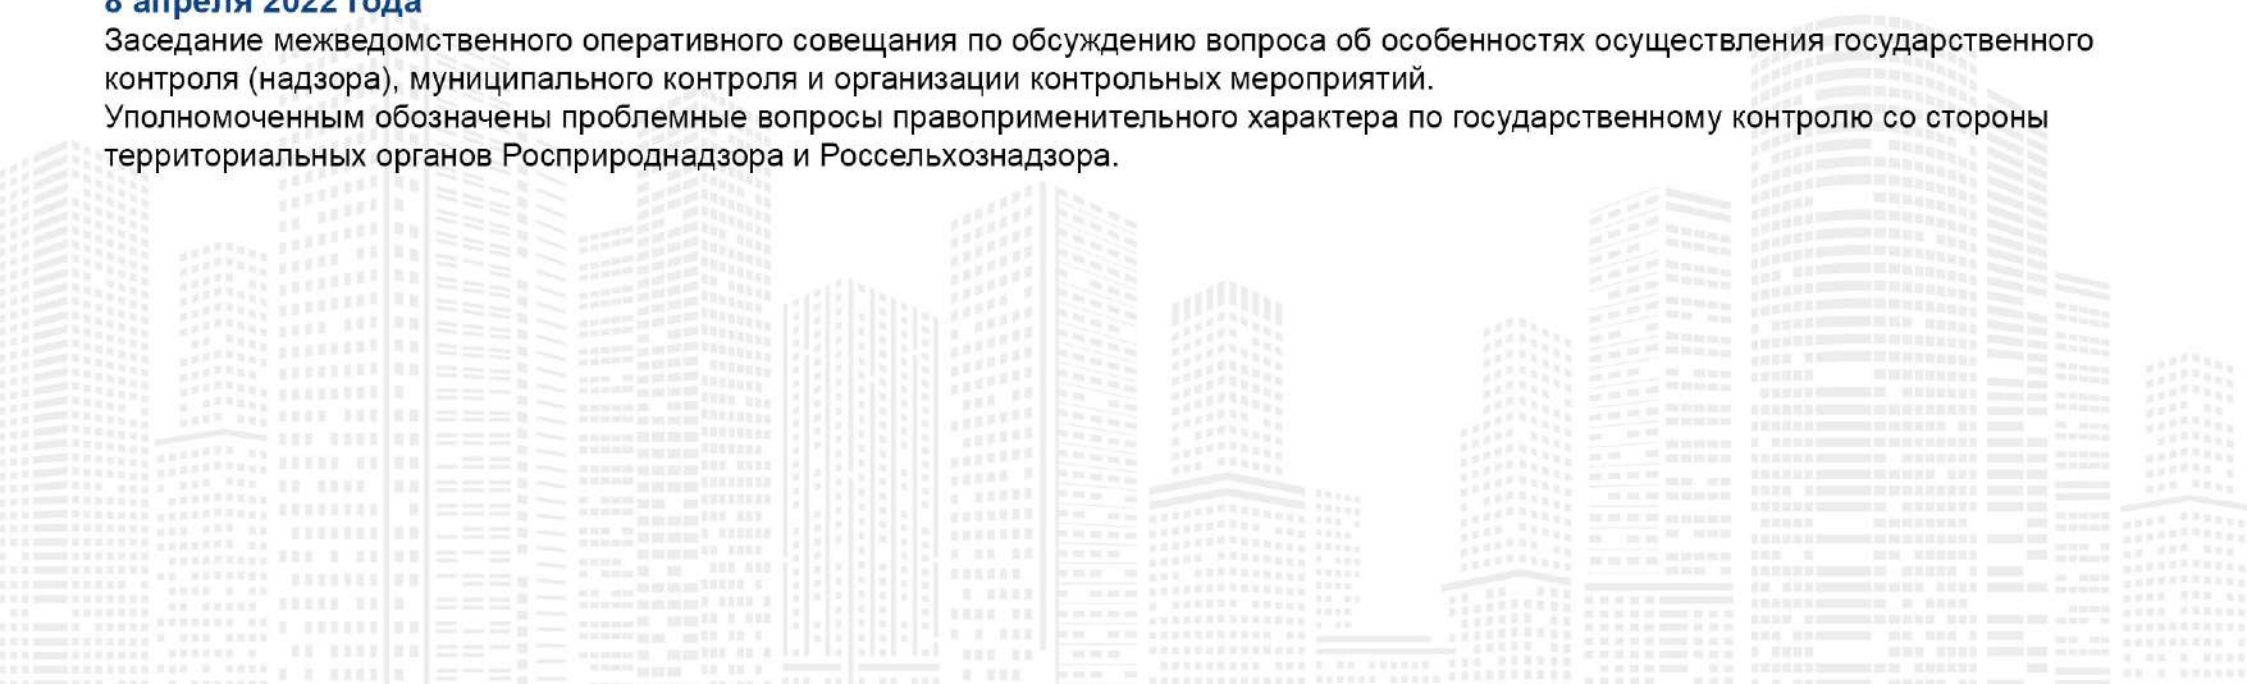 8 апреля 2022 года
Заседание межведомственного оперативного совещания по обсуждению вопроса об особенностях осуществления государственного
контроля (надзора), муниципального контроля и организации контрольных мероприятий.
Уполномоченным обозначены проблемные вопросы правоприменительного характера по государственному контролю со стороны
территориальных органов Росприроднадзора и Россельхознадзора.